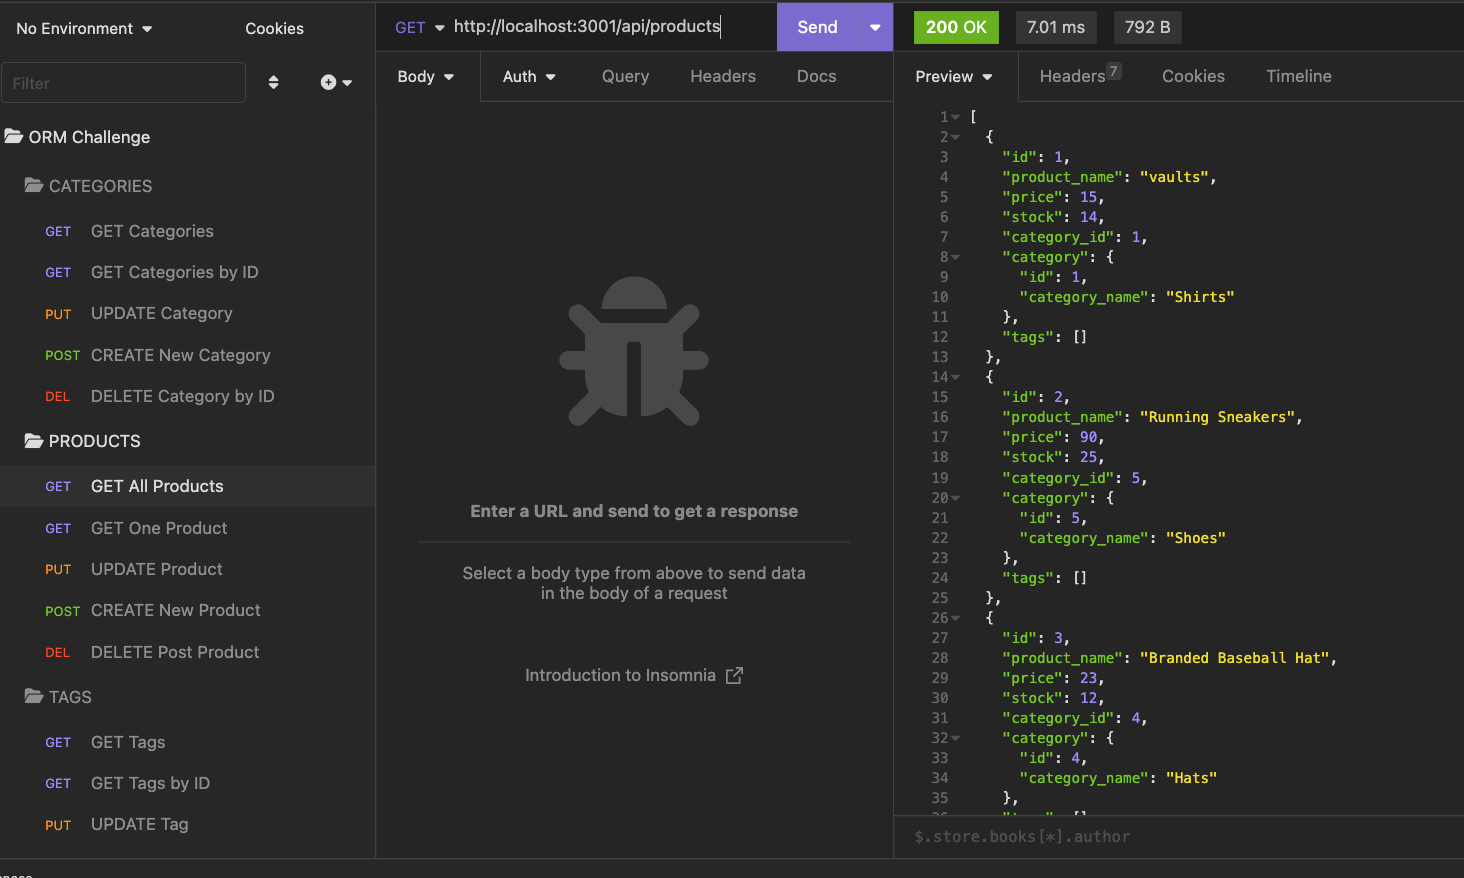 No Environment
Cookies
Filter
ORM Challenge
CATEGORIES
GET GET Categories
GET GET Categories by ID
PUT UPDATE Category
POST CREATE New Category
DEL DELETE Category by ID
PRODUCTS
GET GET All Products
GET GET One Product
PUT UPDATE Product
POST CREATE New Product
DEL DELETE Post Product
TAGS
GET GET Tags
GET GET Tags by ID
PUT UPDATE Tag
GET http://localhost:3001/api/products Send
Body Auth Query Headers Docs
Enter a URL and send to get a response
Select a body type from above to send data
in the body of a request
Introduction to Insomnia
200 OK 7.01 ms 792 B
Preview Headers 7 Cookies Timeline
1 [
2 {
3 "id": 1,
4 "product_name": "vaults",
5 "price": 15,
6 "stock": 14,
7 "category_id": 1,
8 "category": {
9 "id": 1,
10 "category_name": "Shirts"
11 },
12 "tags": []
13 },
14 {
15 "id": 2,
16 "product_name": "Running Sneakers",
17 "price": 90,
18 "stock": 25,
19 "category_id": 5,
20 "category": {
21 "id": 5,
22 "category_name": "Shoes"
23 },
24 "tags": []
25 },
26 {
27 "id": 3,
28 "product_name": "Branded Baseball Hat",
29 "price": 23,
30 "stock": 12,
31 "category_id": 4,
32 "category": {
33 "id": 4,
34 "category_name": "Hats"
35 },
$.store.books[*].author